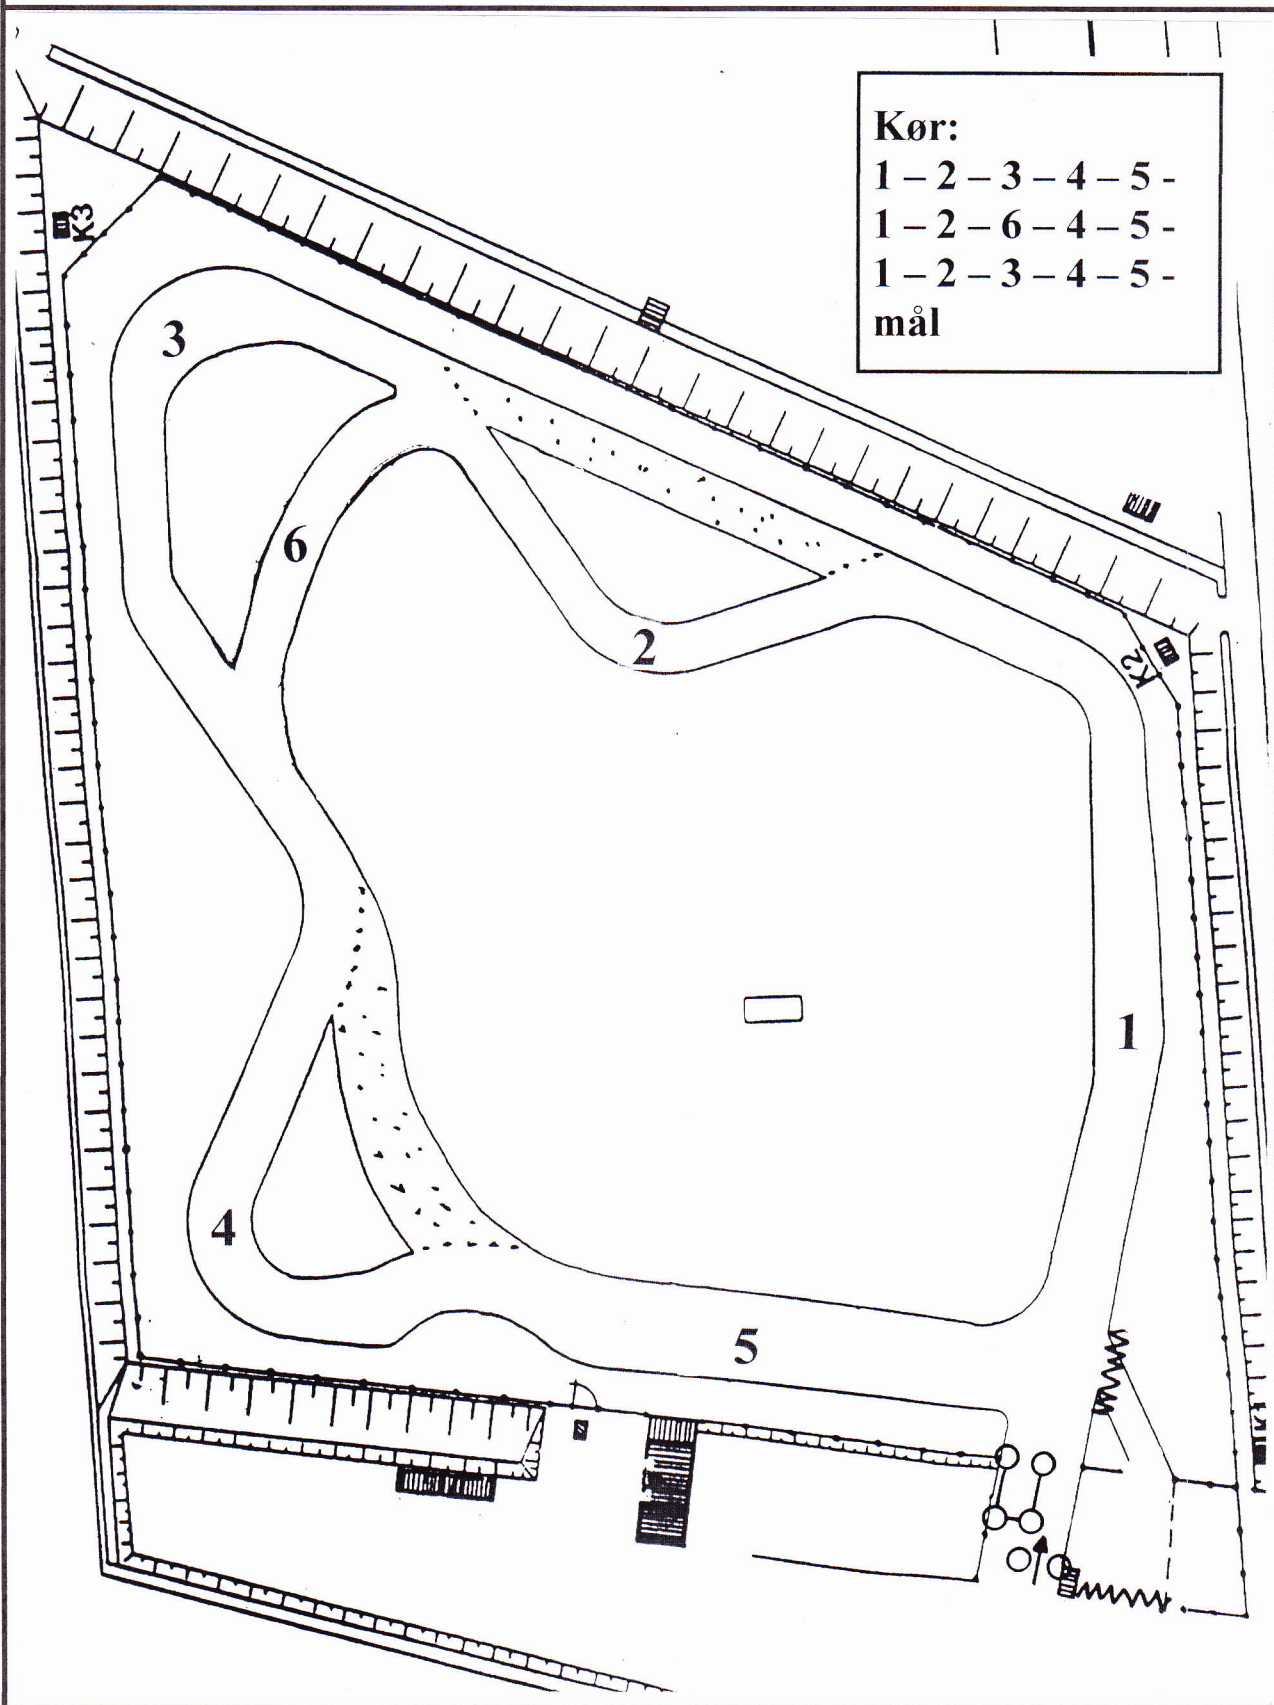 Kør:
1 – 2 – 3 – 4 – 5 -
1 – 2 – 6 – 4 – 5 -
1 – 2 – 3 – 4 – 5 -
mål
K3
3
6
2
K2
1
4
5
K1